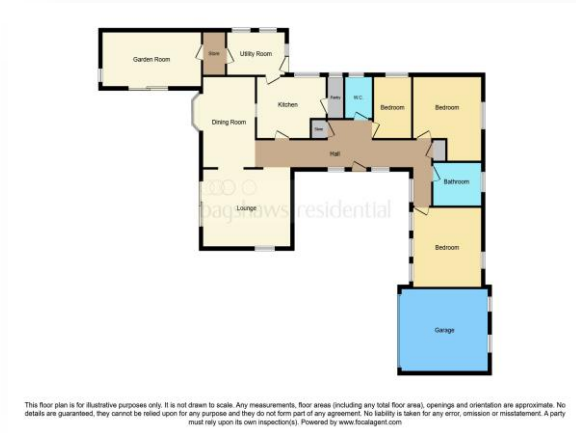 Garden Room
Store
Utility Room
Kitchen
Pantry
W.C.
Bedroom
Bedroom
Dining Room
Store
Hall
Bathroom
Lounge
bagshaws residential
Bedroom
Garage
This floor plan is for illustrative purposes only. It is not drawn to scale. Any measurements, floor areas (including any total floor area), openings and orientation are approximate. No
details are guaranteed, they cannot be relied upon for any purpose and they do not form part of any agreement. No liability is taken for any error, omission or misstatement. A party
must rely upon its own inspection(s). Powered by www.focalagent.com